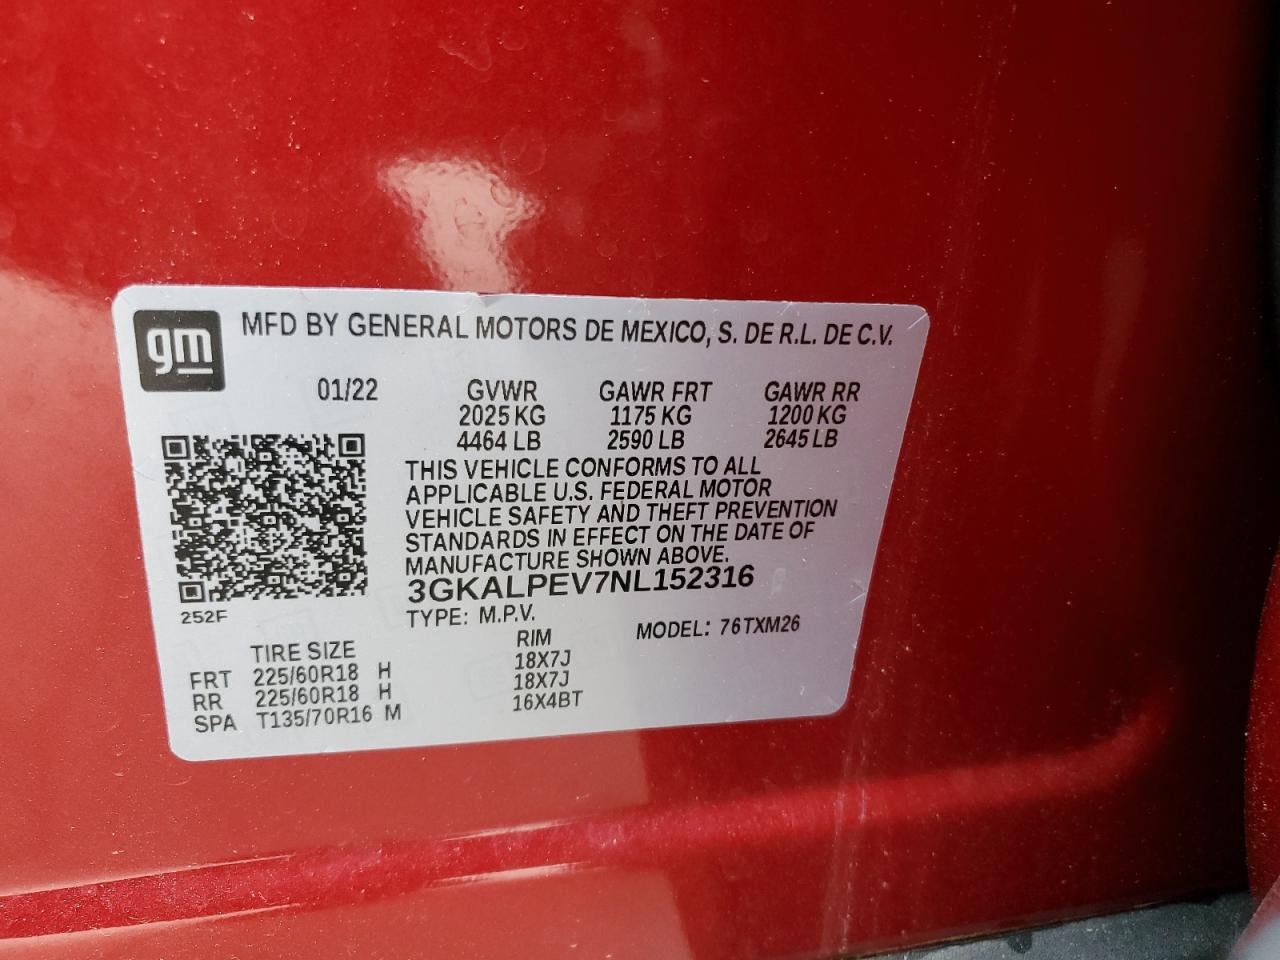 gm
MFD BY GENERAL MOTORS DE MEXICO, S. DE R.L. DE C.V.
01/22 GVWR GAWR FRT GAWR RR
2025 KG 1175 KG 1200 KG
4464 LB 2590 LB 2645 LB
THIS VEHICLE CONFORMS TO ALL
APPLICABLE U.S. FEDERAL MOTOR
VEHICLE SAFETY AND THEFT PREVENTION
STANDARDS IN EFFECT ON THE DATE OF
MANUFACTURE SHOWN ABOVE.
3GKALPEV7NL152316
252F
TYPE: M.P.V. MODEL: 76TXM26
TIRE SIZE RIM
FRT 225/60R18 H 18X7J
RR 225/60R18 H 18X7J
SPA T135/70R16 M 16X4BT